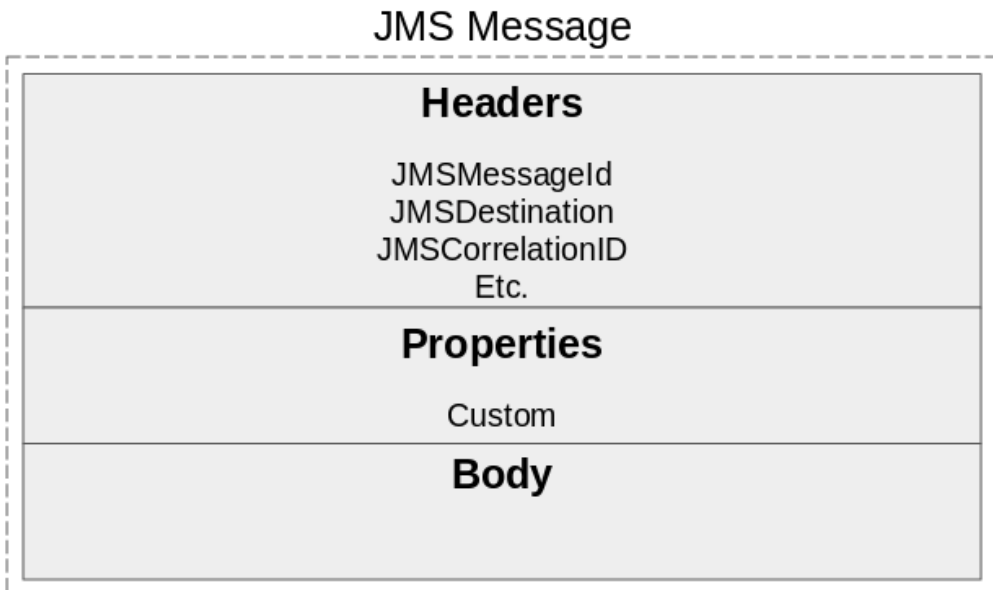 JMS Message
Headers
JMSMessageId
JMSDestination
JMSCorrelationID
Etc.
Properties
Custom
Body